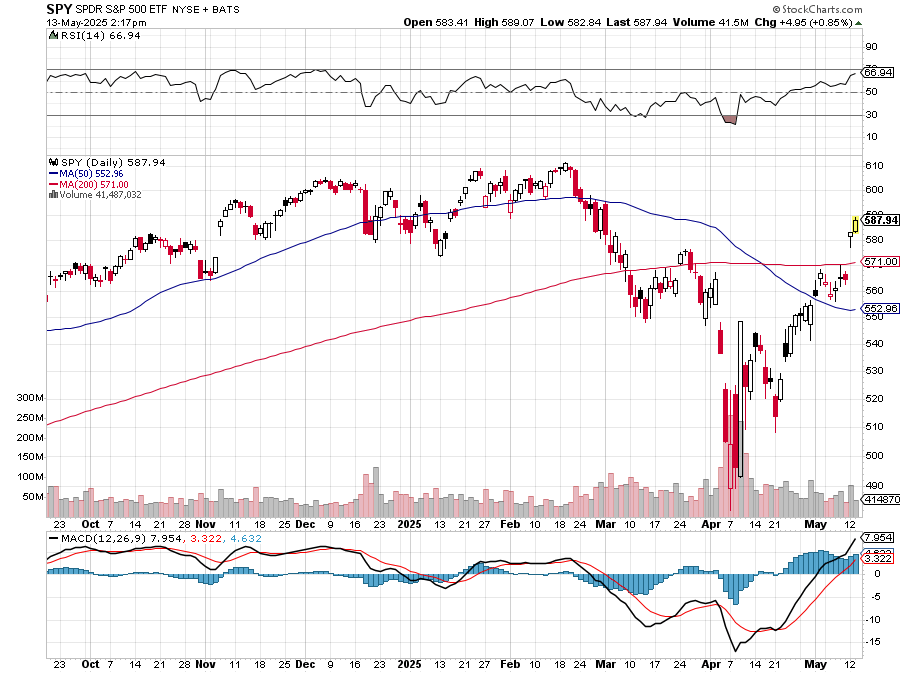 SPY SPDR S&P 500 ETF NYSE + BATS © StockCharts.com
13-May-2025 2:17pm Open 583.41 High 589.07 Low 582.84 Last 587.94 Volume 41.5M Chg +4.95 (+0.85%)
RSI(14) 66.94
90
66.94
50
30
10
SPY (Daily) 587.94
MA(50) 552.96
MA(200) 571.00
Volume 41,487,032
610
600
587.94
580
571.00
560
552.96
550
540
530
520
510
500
490
414870
300M
250M
200M
150M
100M
50M
23 Oct 7 14 21 28 Nov 11 18 25 Dec 9 16 23 2025 13 21 27 Feb 10 18 24 Mar 10 17 24 Apr 7 14 21 May 12
MACD(12,26,9) 7.954, 3.322, 4.632
7.954
3.322
0
-5
-10
-15
23 Oct 7 14 21 28 Nov 11 18 25 Dec 9 16 23 2025 13 21 27 Feb 10 18 24 Mar 10 17 24 Apr 7 14 21 May 12